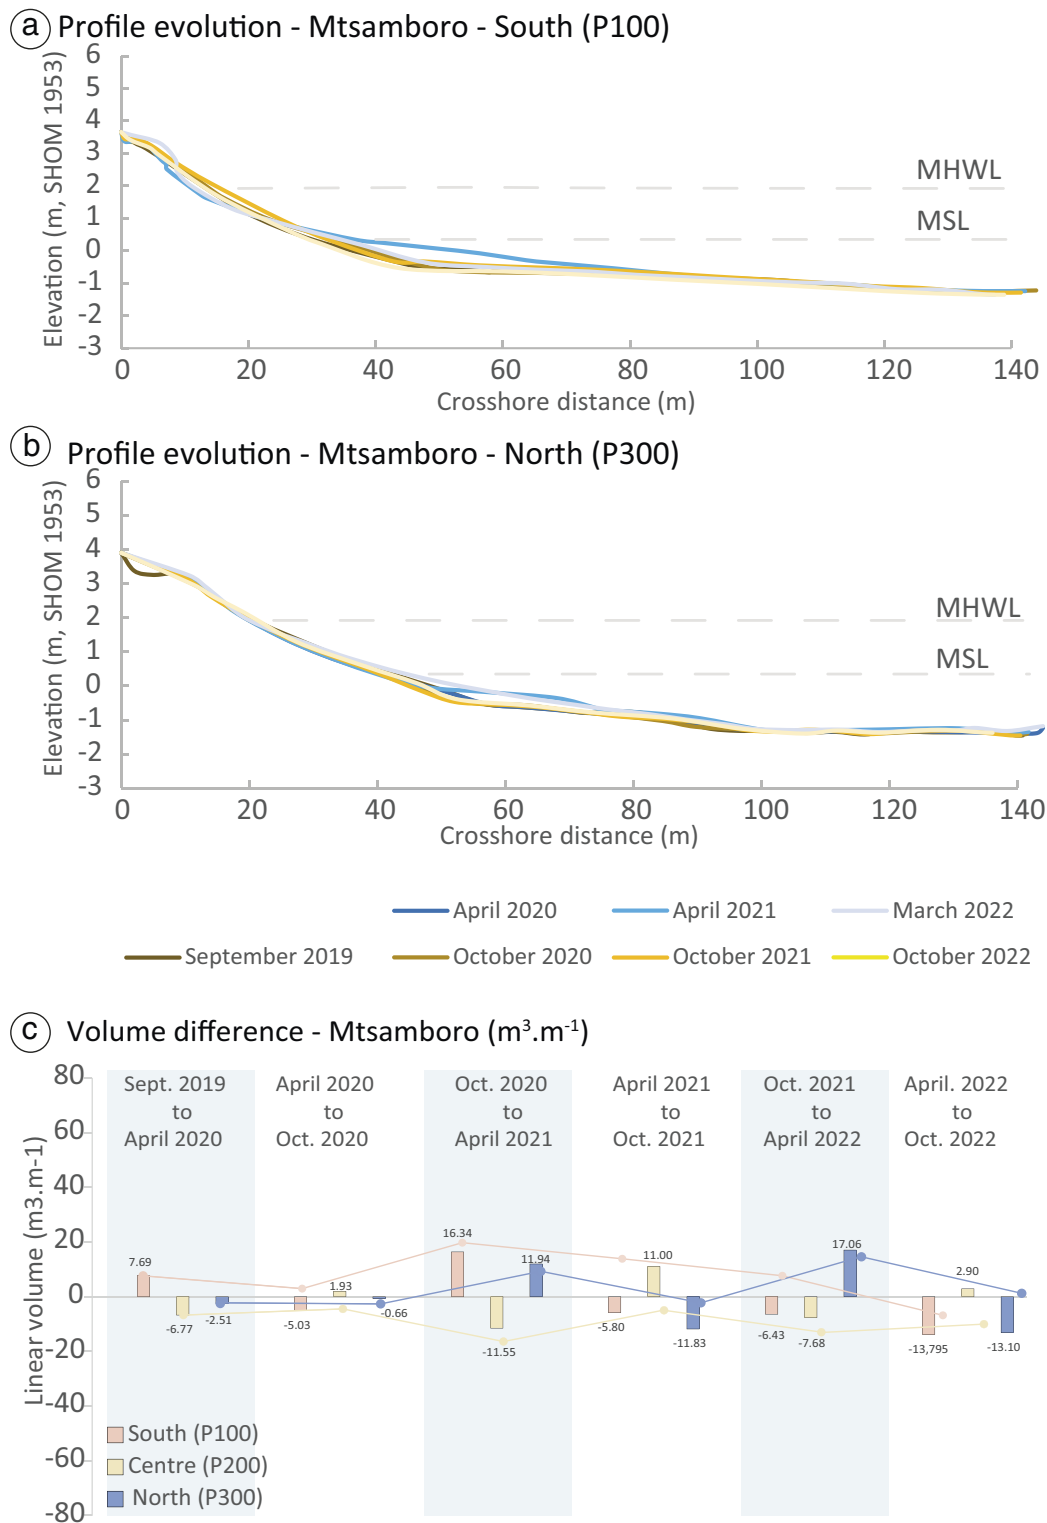 a Profile evolution - Mtsamboro - South (P100)
Elevation (m, SHOM 1953)
6
5
4
3
2
1
0
-1
-2
-3
MHWL
MSL
0 20 40 60 80 100 120 140
Crosshore distance (m)
b Profile evolution - Mtsamboro - North (P300)
Elevation (m, SHOM 1953)
6
5
4
3
2
1
0
-1
-2
-3
MHWL
MSL
0 20 40 60 80 100 120 140
Crosshore distance (m)
April 2020 April 2021 March 2022
September 2019 October 2020 October 2021 October 2022
c Volume difference - Mtsamboro (m³.m⁻¹)
Linear volume (m3.m-1)
80
60
40
20
0
-20
-40
-60
-80
Sept. 2019
to
April 2020
April 2020
to
Oct. 2020
Oct. 2020
to
April 2021
April 2021
to
Oct. 2021
Oct. 2021
to
April 2022
April. 2022
to
Oct. 2022
7.69
-6.77
-2.51
-5.03
1.93
-0.66
16.34
-11.55
11.94
-5.80
11.00
-11.83
-6.43
-7.68
17.06
-13,795
2.90
-13.10
South (P100)
Centre (P200)
North (P300)